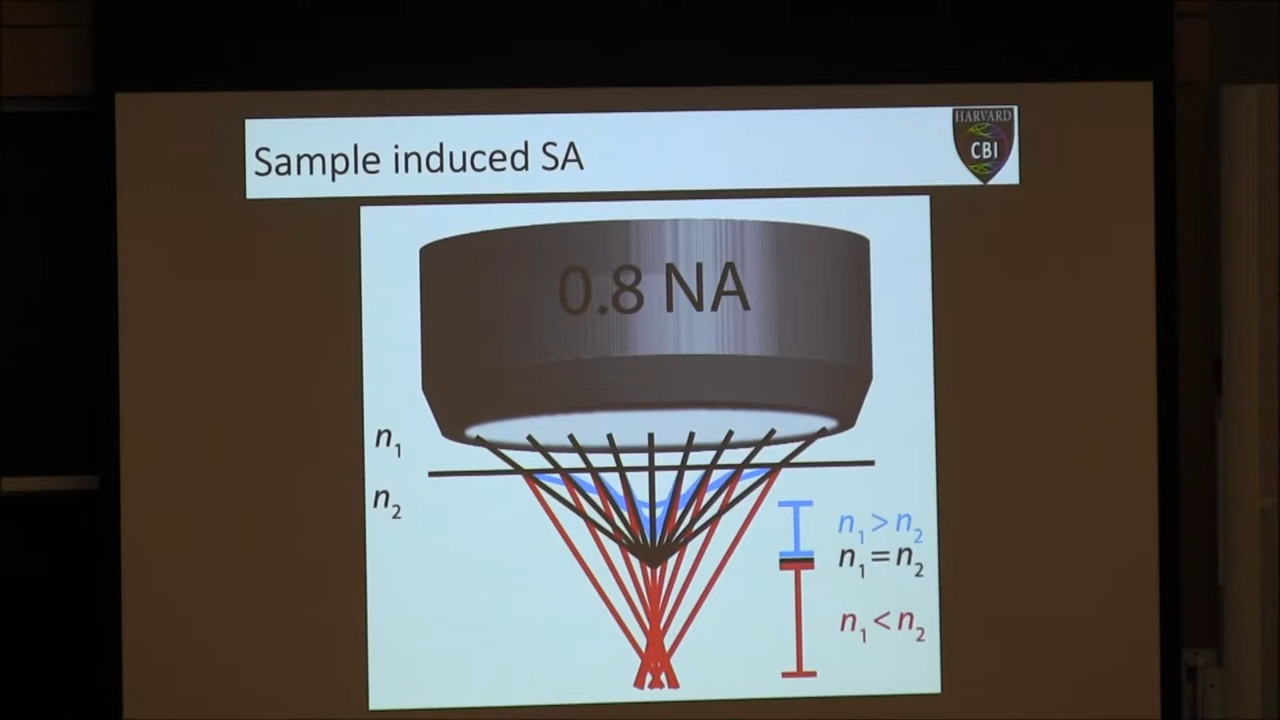 Sample induced SA
HARVARD
CBI
0.8 NA
n₁
n₂
n₁ > n₂
n₁ = n₂
n₁ < n₂